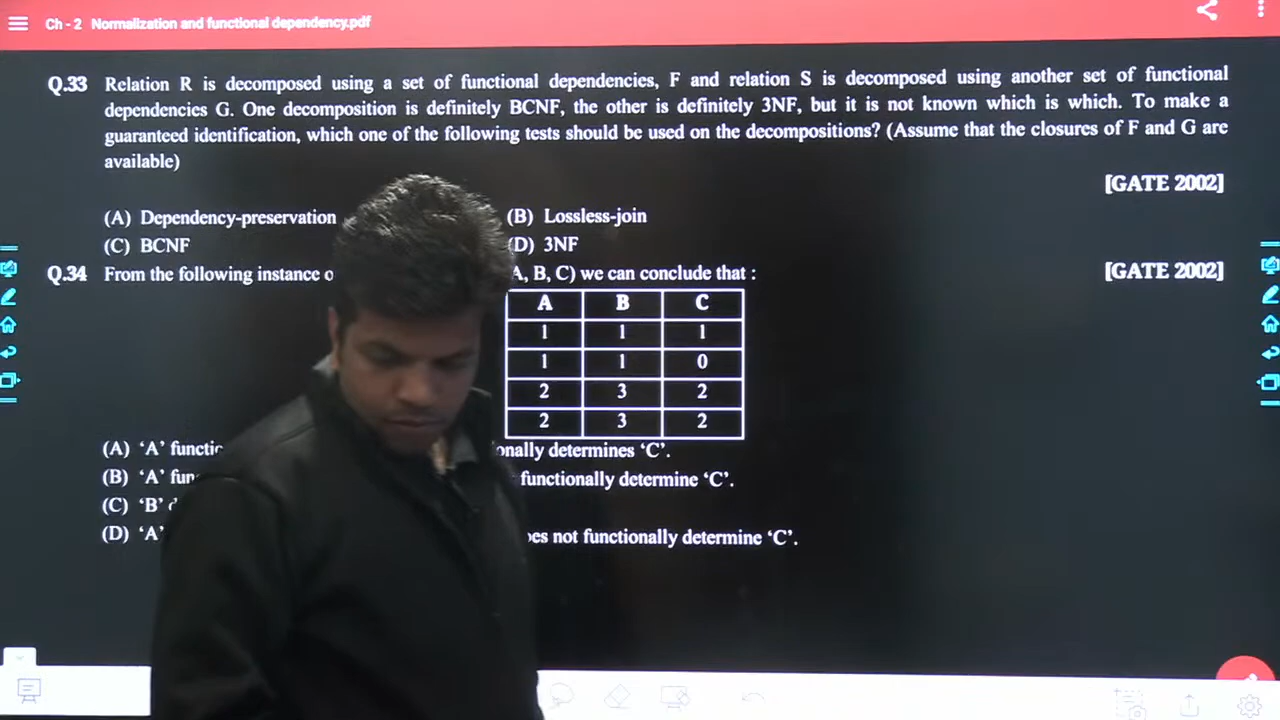 Ch - 2 Normalization and functional dependency.pdf
Q.33 Relation R is decomposed using a set of functional dependencies, F and relation S is decomposed using another set of functional
dependencies G. One decomposition is definitely BCNF, the other is definitely 3NF, but it is not known which is which. To make a
guaranteed identification, which one of the following tests should be used on the decompositions? (Assume that the closures of F and G are
available)
[GATE 2002]
(A) Dependency-preservation (B) Lossless-join
(C) BCNF (D) 3NF
Q.34 From the following instance A, B, C) we can conclude that : [GATE 2002]
A B C
1 1 1
1 1 0
2 3 2
2 3 2
(A) ‘A’ determines ‘C’.
(B) ‘A’ functionally determine ‘C’.
(C) ‘B’
(D) ‘A’ not functionally determine ‘C’.